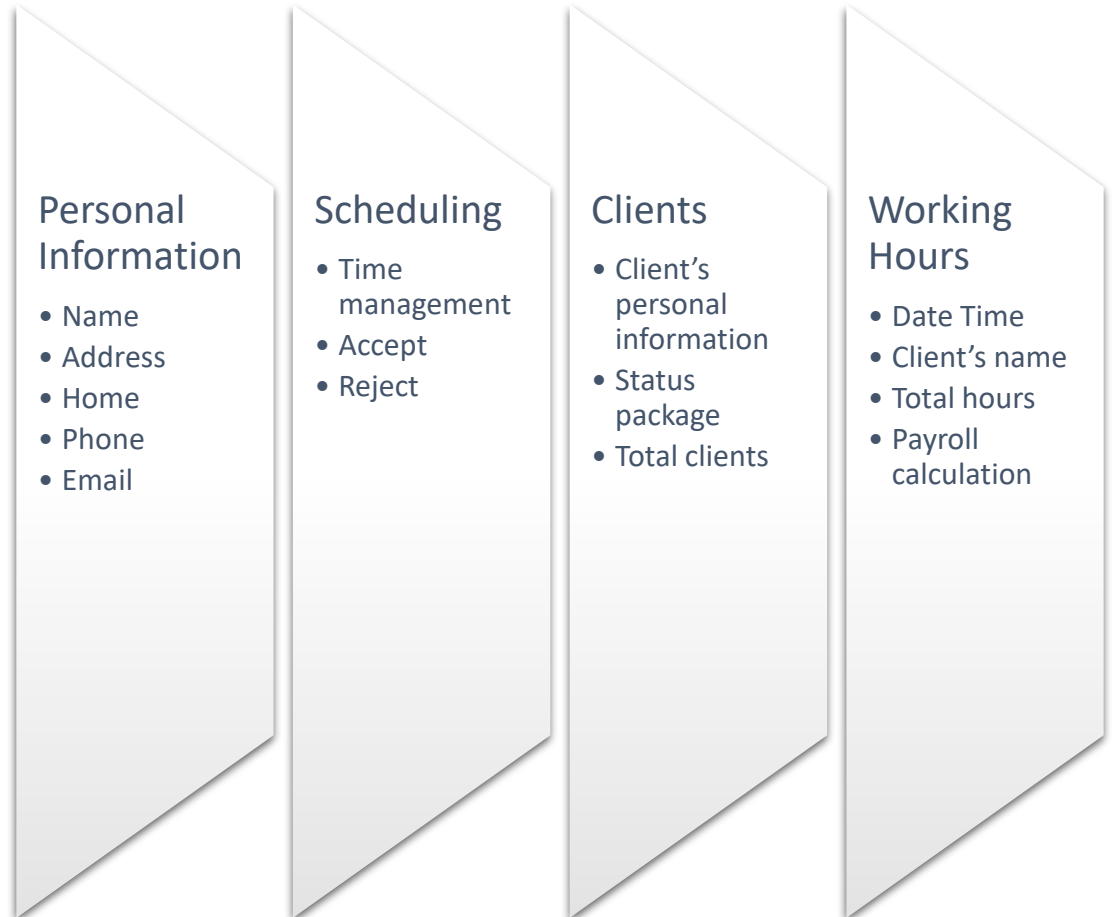 Personal
Information
• Name
• Address
• Home
• Phone
• Email
Scheduling
• Time
management
• Accept
• Reject
Clients
• Client’s
personal
information
• Status
package
• Total clients
Working
Hours
• Date Time
• Client’s name
• Total hours
• Payroll
calculation